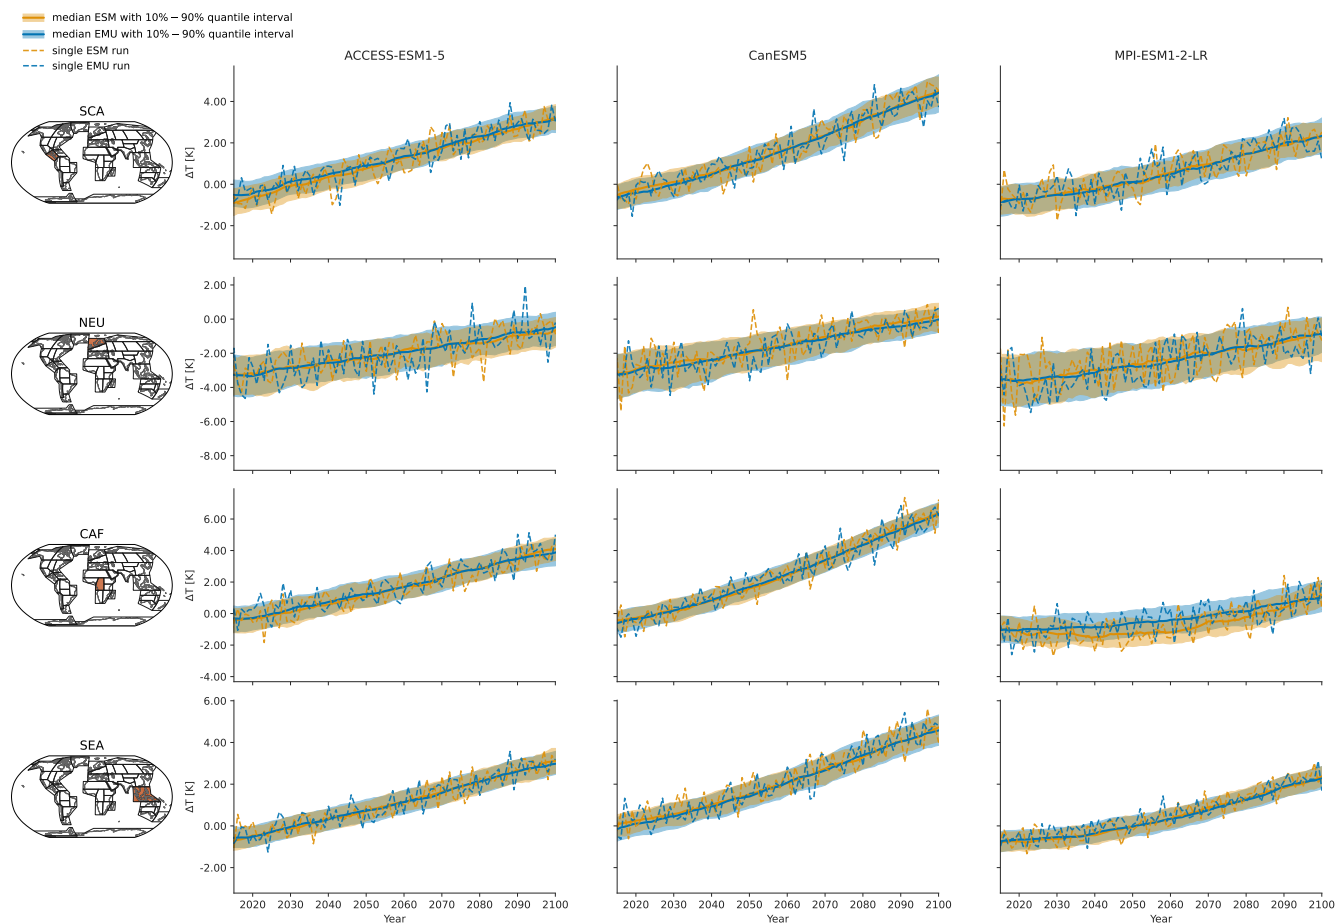 median ESM with 10% − 90% quantile interval
median EMU with 10% − 90% quantile interval
single ESM run
single EMU run
ACCESS-ESM1-5
CanESM5
MPI-ESM1-2-LR
SCA
ΔT [K]
4.00
2.00
0.00
-2.00
NEU
ΔT [K]
2.00
0.00
-2.00
-4.00
-6.00
-8.00
CAF
ΔT [K]
6.00
4.00
2.00
0.00
-2.00
-4.00
SEA
ΔT [K]
6.00
4.00
2.00
0.00
-2.00
2020 2030 2040 2050 2060 2070 2080 2090 2100
2020 2030 2040 2050 2060 2070 2080 2090 2100
2020 2030 2040 2050 2060 2070 2080 2090 2100
Year
Year
Year